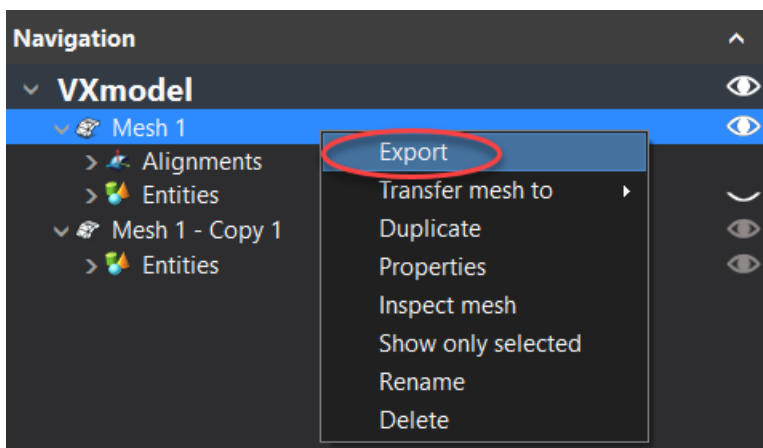 Navigation
VXmodel
Mesh 1
Export
Alignments
Transfer mesh to
Entities
Duplicate
Mesh 1 - Copy 1
Properties
Entities
Inspect mesh
Show only selected
Rename
Delete